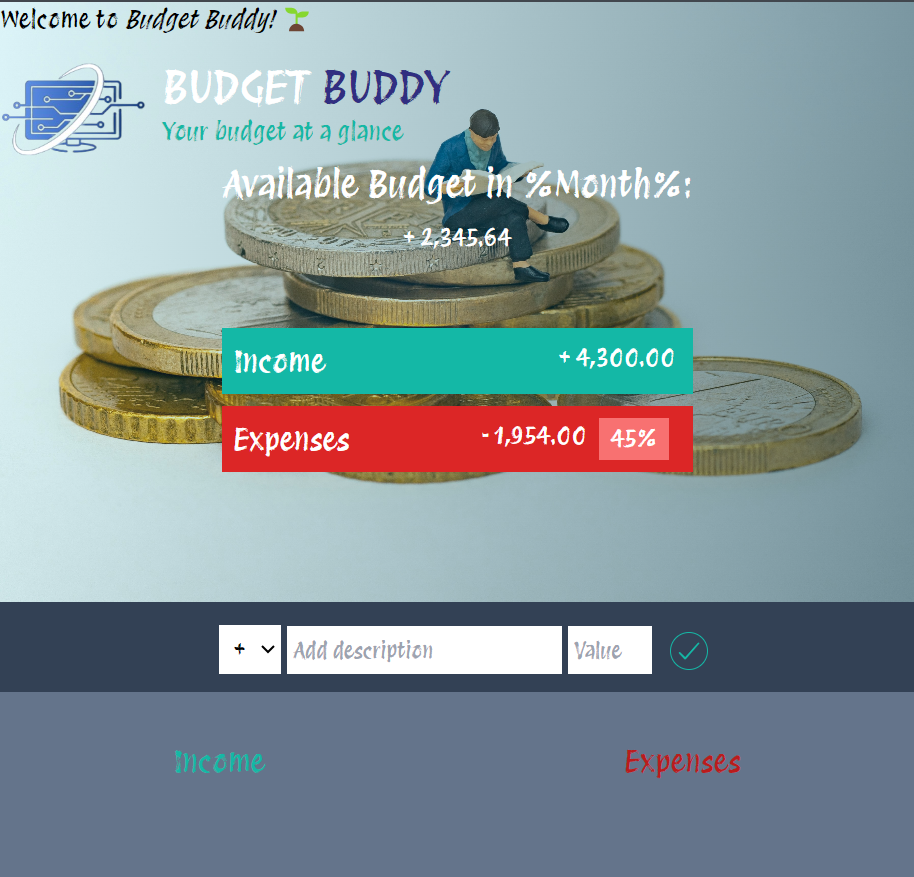 Welcome to Budget Buddy! 🌱
BUDGET BUDDY
Your budget at a glance
Available Budget in %Month%:
+ 2,345.64
Income + 4,300.00
Expenses - 1,954.00 45%
+ Add description Value
Income Expenses